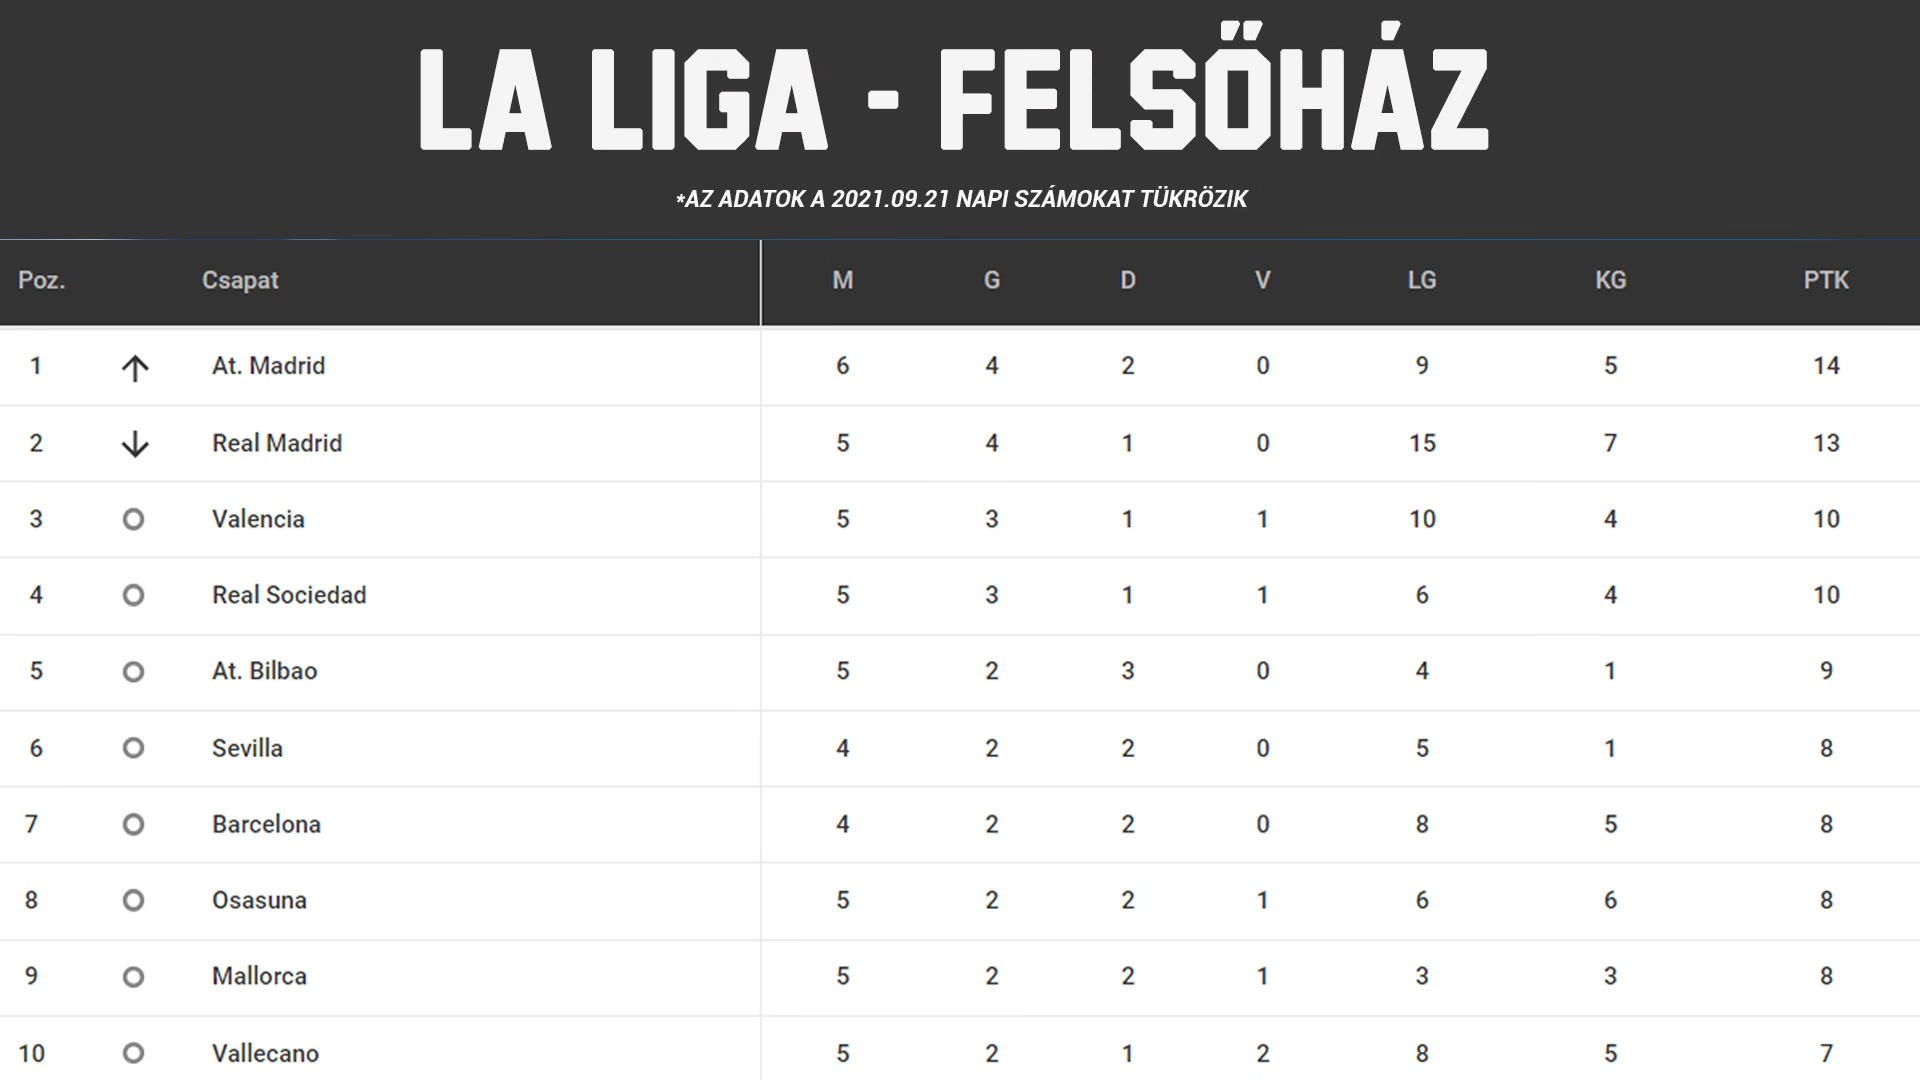 LA LIGA - FELSŐHÁZ
*AZ ADATOK A 2021.09.21 NAPI SZÁMOKAT TÜKRÖZIK
Poz. Csapat M G D V LG KG PTK
1 At. Madrid 6 4 2 0 9 5 14
2 Real Madrid 5 4 1 0 15 7 13
3 Valencia 5 3 1 1 10 4 10
4 Real Sociedad 5 3 1 1 6 4 10
5 At. Bilbao 5 2 3 0 4 1 9
6 Sevilla 4 2 2 0 5 1 8
7 Barcelona 4 2 2 0 8 5 8
8 Osasuna 5 2 2 1 6 6 8
9 Mallorca 5 2 2 1 3 3 8
10 Vallecano 5 2 1 2 8 5 7